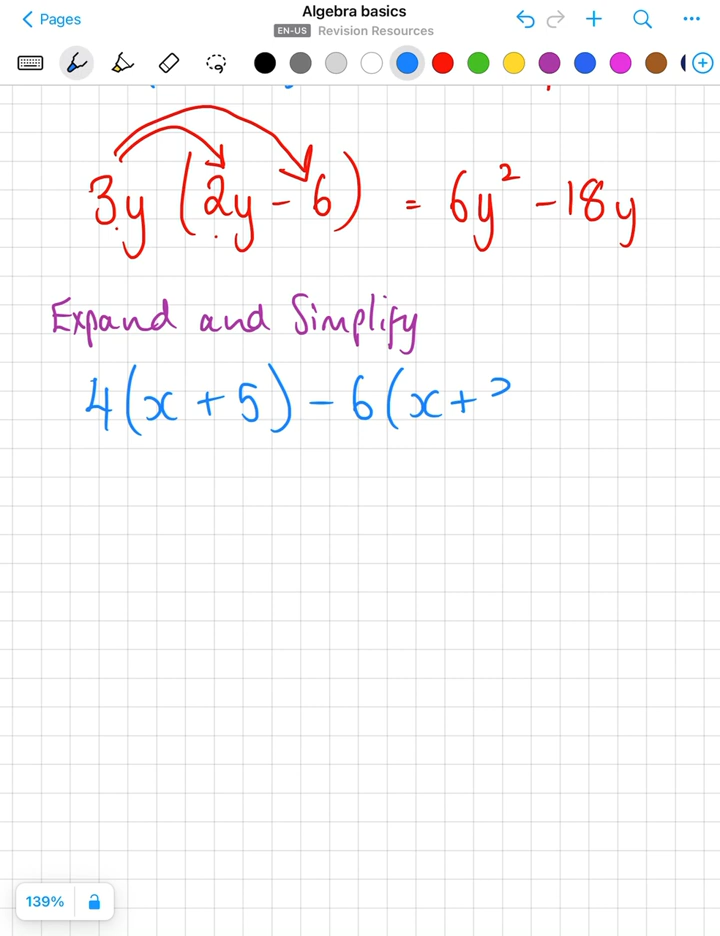 Pages
Algebra basics
EN-US Revision Resources
3y (2y - 6) = 6y² - 18y
Expand and Simplify
4(x + 5) - 6(x +
139%